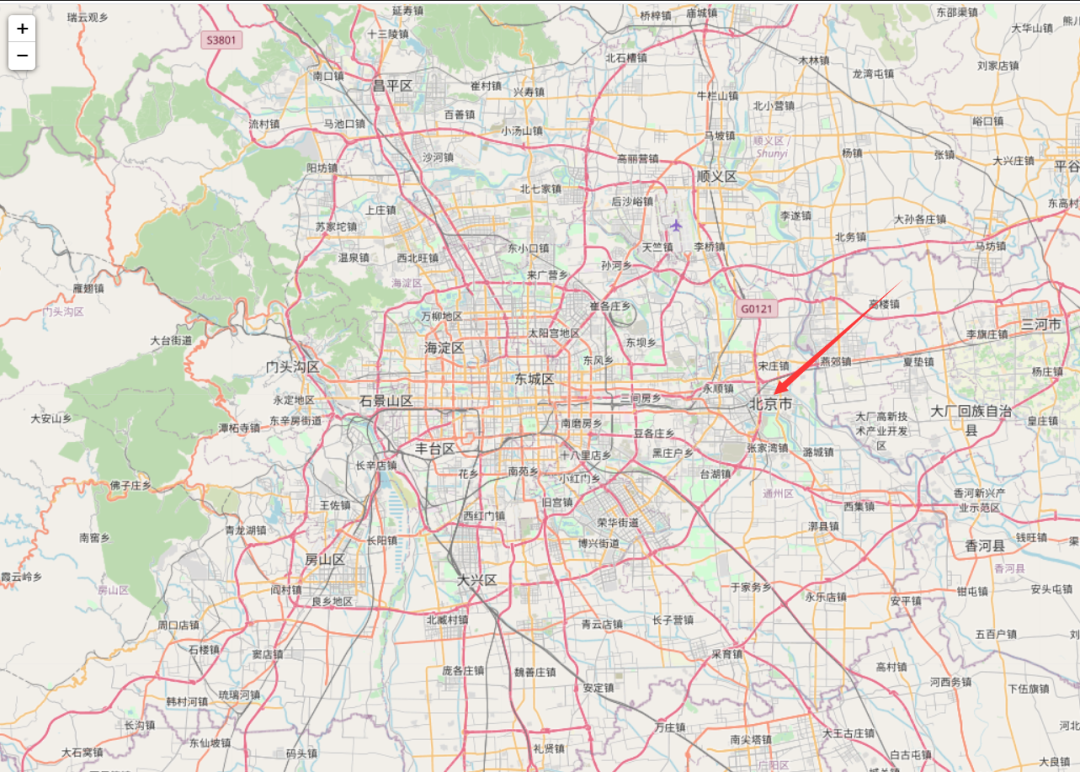 瑞云观乡
延寿镇
桥梓镇
庙城镇
东邵渠镇
大华山镇
+
−
S3801
十三陵镇
北石槽镇
木林镇
龙湾屯镇
刘家店镇
南口镇
昌平区
崔村镇
兴寿镇
牛栏山镇
北小营镇
流村镇
马池口镇
百善镇
小汤山镇
马坡镇
峪口镇
顺义区
Shunyi
杨镇
张镇
大兴庄镇
阳坊镇
沙河镇
高丽营镇
顺义区
平谷
北七家镇
后沙峪镇
上庄镇
李遂镇
大孙各庄镇
东高村
苏家坨镇
东小口镇
天竺镇
李桥镇
北务镇
马坊镇
温泉镇
西北旺镇
来广营乡
孙河乡
雁翅镇
海淀区
门头沟区
万柳地区
崔各庄乡
G0121
高楼镇
三河市
大台街道
海淀区
太阳宫地区
东坝乡
李旗庄镇
门头沟区
东风乡
宋庄镇
燕郊镇
夏垫镇
杨庄镇
东城区
永顺镇
永定地区
石景山区
三间房乡
北京市
大安山乡
潭柘寺镇
东辛房街道
南磨房乡
豆各庄乡
大厂高新技
术产业开发
区
大厂回族自治
县
皇庄镇
丰台区
十八里店乡
黑庄户乡
张家湾镇
潞城镇
长辛店镇
花乡
南苑乡
小红门乡
台湖镇
佛子庄乡
通州区
香河新兴产
业示范区
王佐镇
旧宫镇
西集镇
青龙湖镇
西红门镇
荣华街道
漷县镇
南窖乡
长阳镇
博兴街道
香河县
钱旺镇
渠
房山区
霞云岭乡
大兴区
香河县
房山区
阎村镇
于家务乡
永乐店镇
安平镇
钳屯镇
安头屯镇
良乡地区
周口店镇
北臧村镇
青云店镇
长子营镇
五百户镇
石楼镇
窦店镇
采育镇
庞各庄镇
魏善庄镇
高村镇
河西务镇
下伍旗镇
韩村河镇
琉璃河镇
安定镇
长沟镇
万庄镇
大王古庄镇
河北
大石窝镇
东仙坡镇
码头镇
礼贤镇
南尖塔镇
白古屯镇
大良镇
广阳区